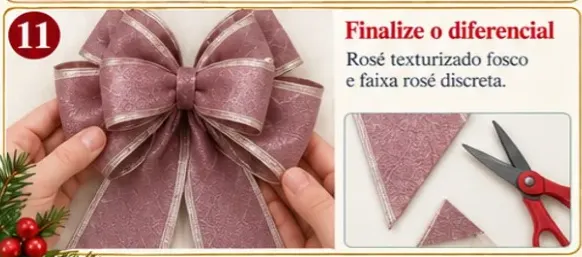 11
Finalize o diferencial
Rosé texturizado fosco
e faixa rosé discreta.